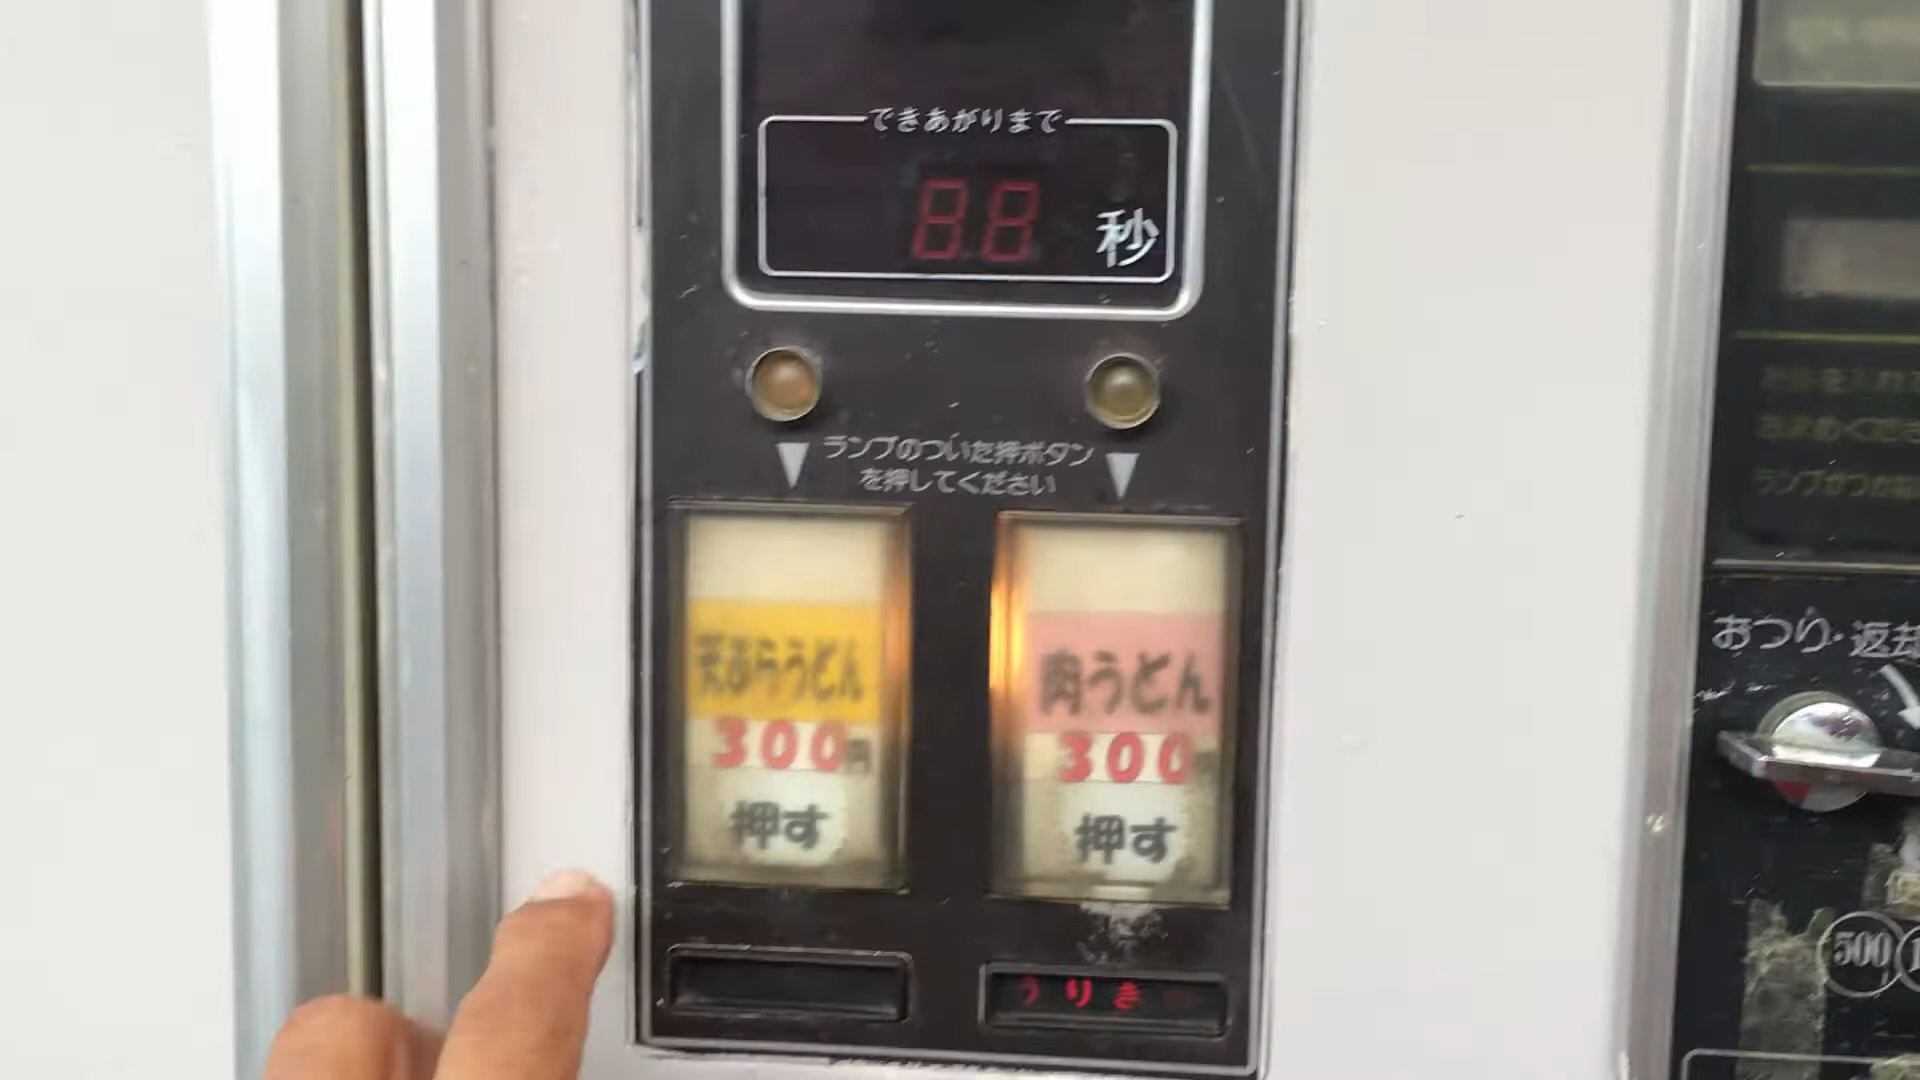 できあがりまで
88 秒
ランプのついた押ボタン
を押してください
天ぷらうどん
300円
押す
肉うどん
300
押す
うりき
おつり・返却
500